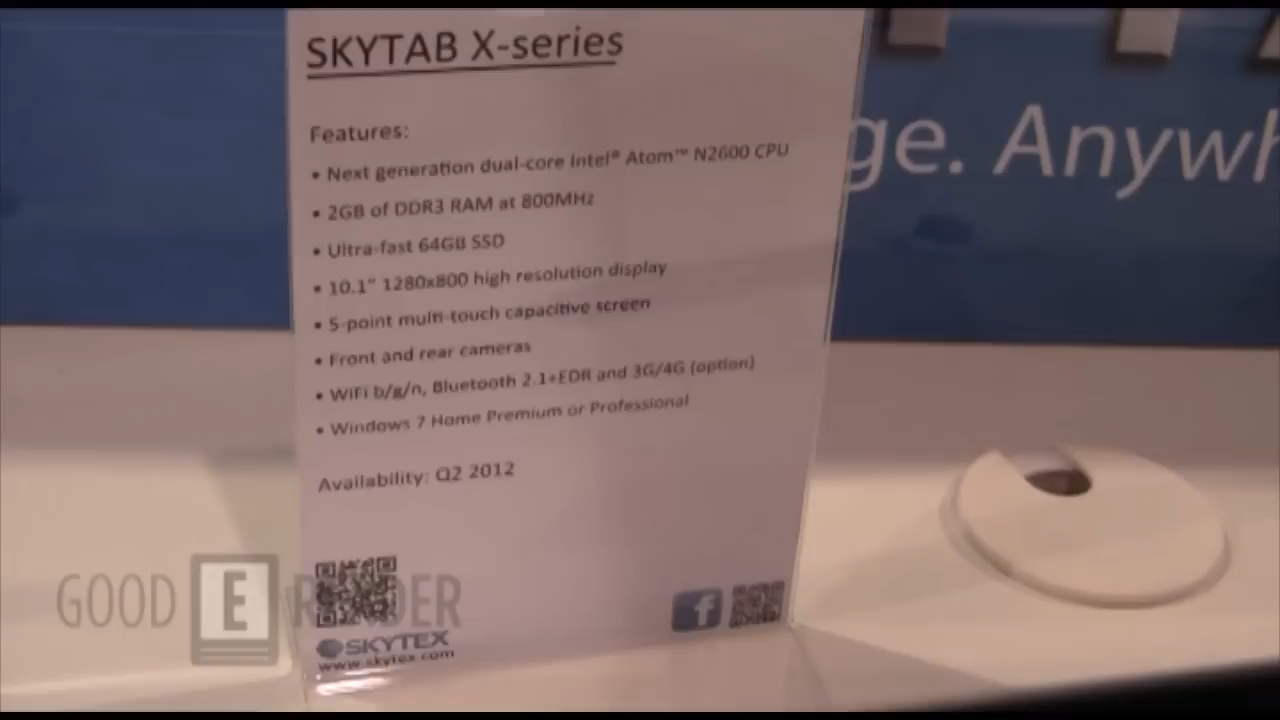 SKYTAB X-series
Features:
• Next generation dual-core Intel® Atom™ N2600 CPU
• 2GB of DDR3 RAM at 800MHz
• Ultra-fast 64GB SSD
• 10.1" 1280x800 high resolution display
• 5-point multi-touch capacitive screen
• Front and rear cameras
• WiFi b/g/n, Bluetooth 2.1+EDR and 3G/4G (option)
• Windows 7 Home Premium or Professional
Availability: Q2 2012
SKYTEX
www.skytex.com
f
ge. Anywh
GOOD E READER